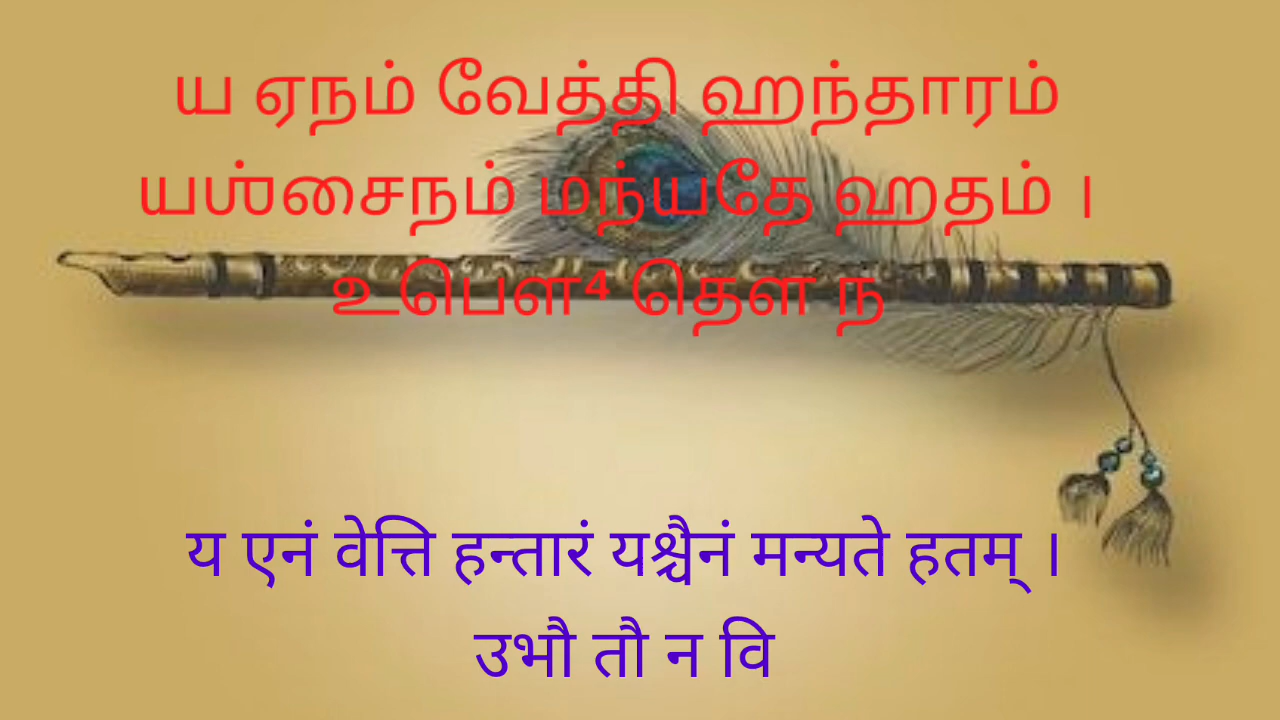 ய ஏநம் வேத்தி ஹந்தாரம்
யஶ்சைநம் மந்யதே ஹதம் ।
உபௌ⁴ தௌ ந
य एनं वेत्ति हन्तारं यश्चैनं मन्यते हतम् ।
उभौ तौ न वि